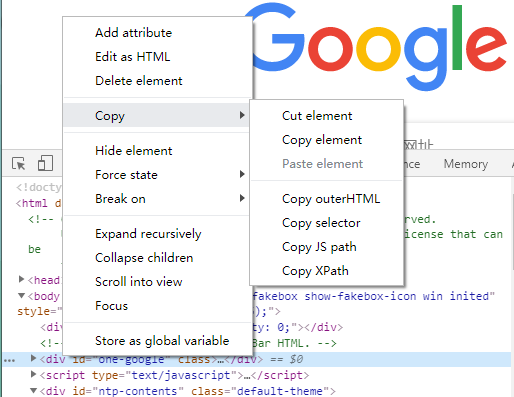 Google
Add attribute
Edit as HTML
Delete element
Copy
Hide element
Force state
Break on
Expand recursively
Collapse children
Scroll into view
Focus
Store as global variable
Cut element
Copy element
Paste element
Copy outerHTML
Copy selector
Copy JS path
Copy XPath
Memory
A
<!docty
<html d
<!--
rved.
icense that can
be
<head
<body
fakebox show-fakebox-icon win inited"
style="
);">
<div
ty: 0;"></div>
<!--
Bar HTML. -->
… <div id="one-google" class>…</div> == $0
<script type="text/javascript">…</script>
<div id="ntp-contents" class="default-theme">